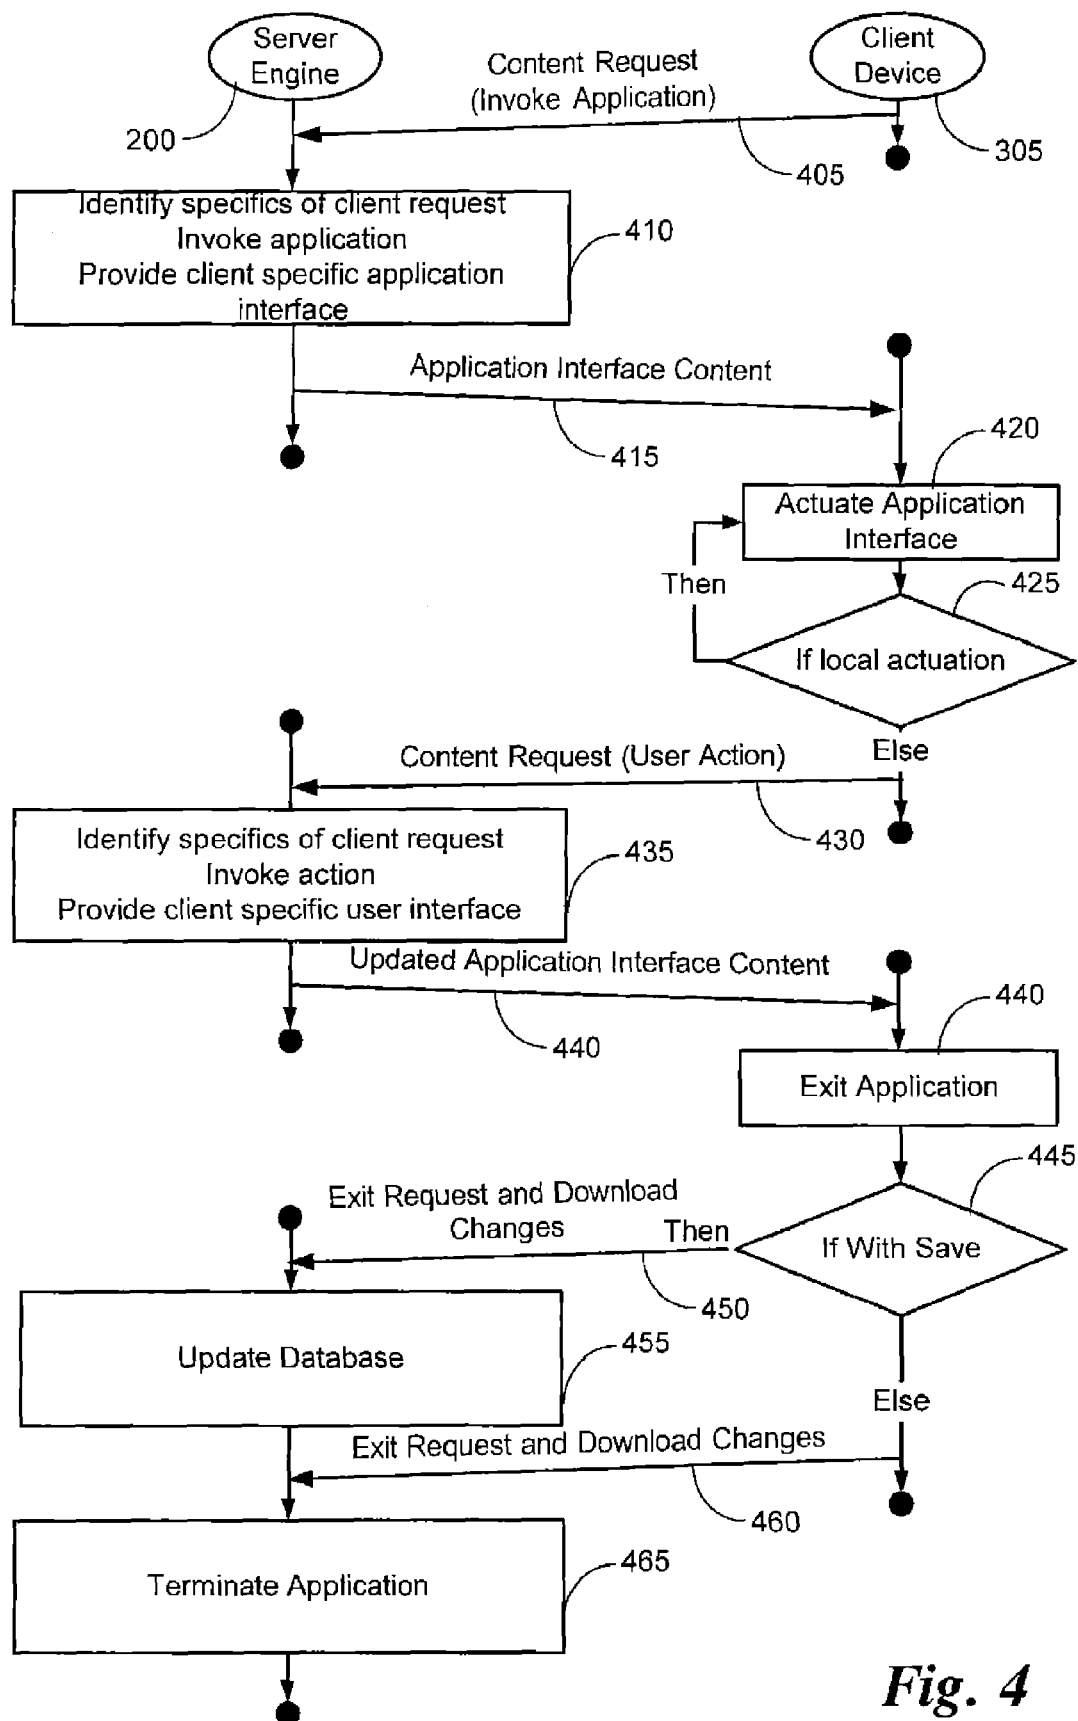 Server
Engine
Client
Device
Content Request
(Invoke Application)
200
405
305
Identify specifics of client request
Invoke application
Provide client specific application
interface
410
Application Interface Content
415
420
Actuate Application
Interface
Then
425
If local actuation
Else
Content Request (User Action)
430
Identify specifics of client request
Invoke action
Provide client specific user interface
435
Updated Application Interface Content
440
440
Exit Application
445
Exit Request and Download
Changes
Then
If With Save
450
Update Database
455
Else
Exit Request and Download Changes
460
Terminate Application
465
Fig. 4